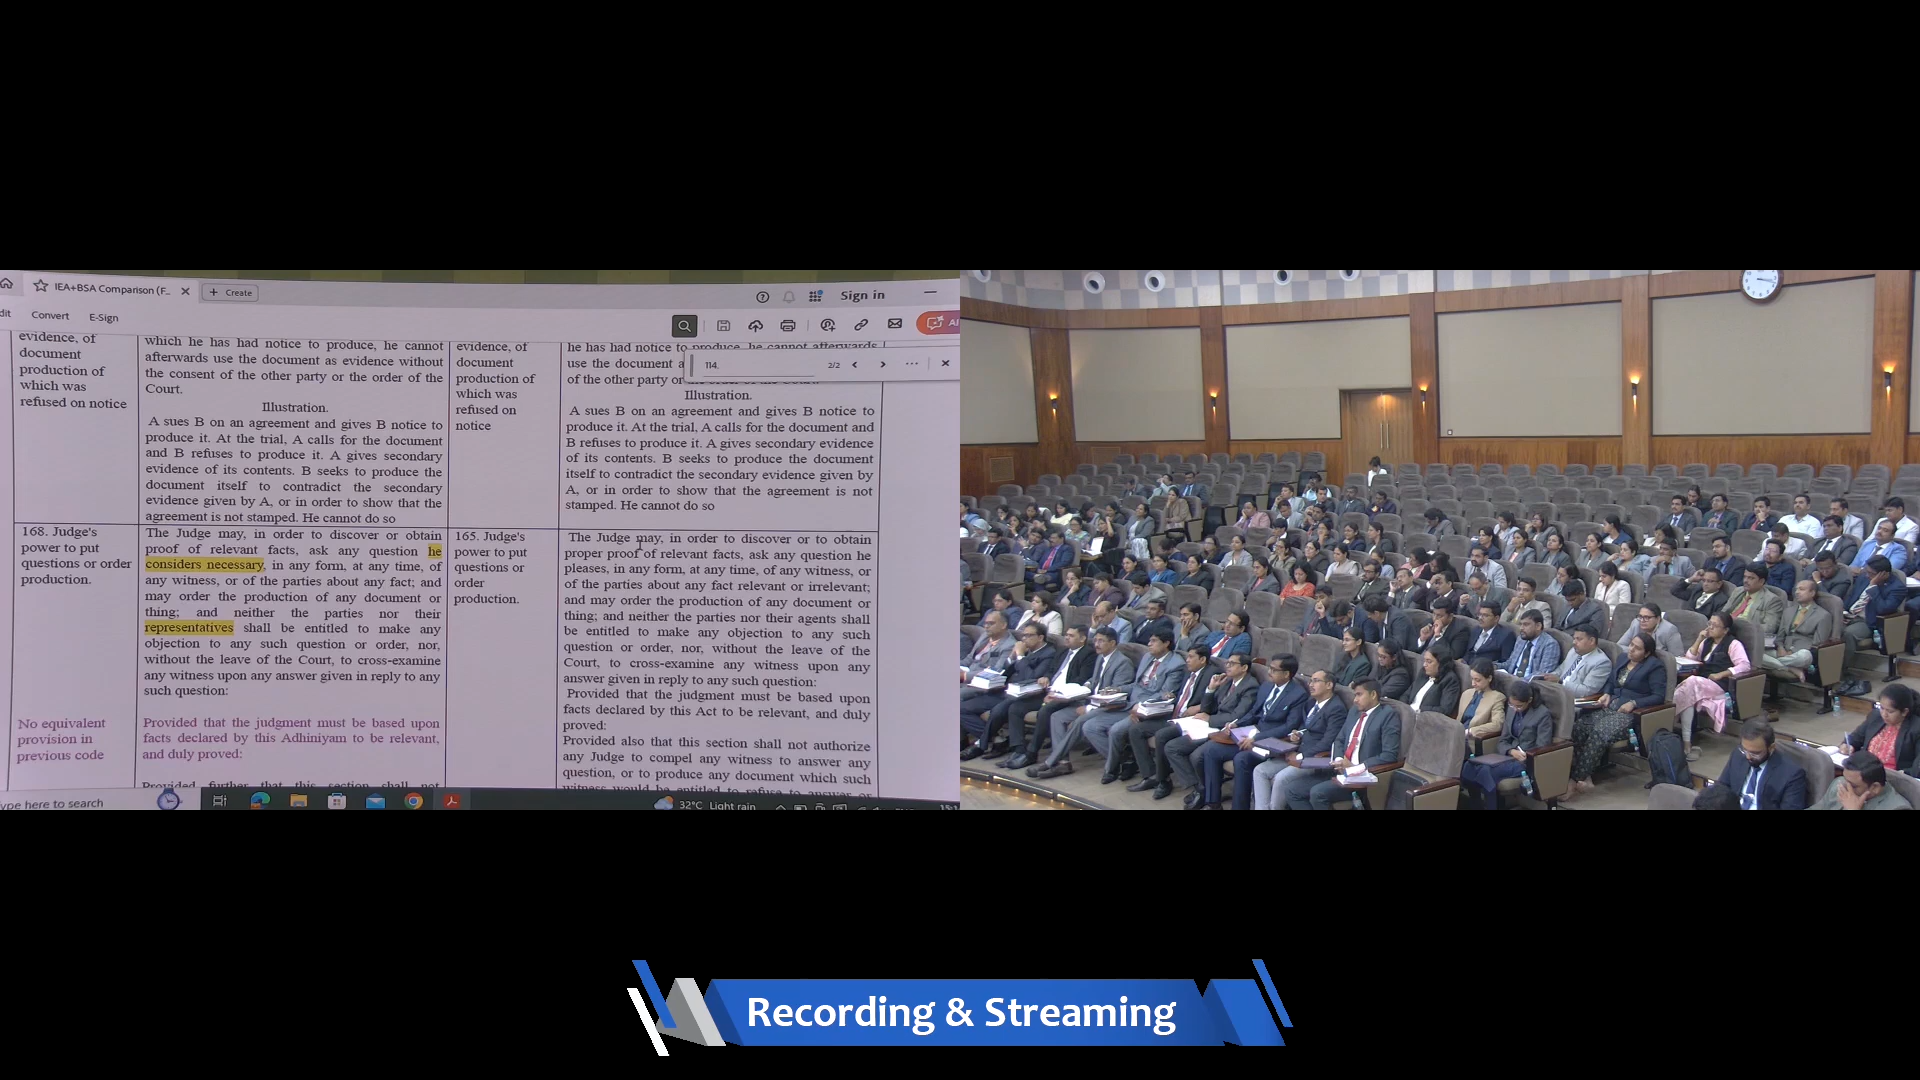 IEA+BSA Comparison (F...
+ Create
Sign in
dit
Convert
E-Sign
AI
114.
2/2
evidence, of
document
production of
which was
refused on notice
which he has had notice to produce, he cannot
afterwards use the document as evidence without
the consent of the other party or the order of the
Court.
Illustration.
A sues B on an agreement and gives B notice to
produce it. At the trial, A calls for the document
and B refuses to produce it. A gives secondary
evidence of its contents. B seeks to produce the
document itself to contradict the secondary
evidence given by A, or in order to show that the
agreement is not stamped. He cannot do so
evidence, of
document
production of
which was
refused on
notice
he has had notice to produce, he cannot afterwards
use the document a
of the other party or
Illustration.
A sues B on an agreement and gives B notice to
produce it. At the trial, A calls for the document and
B refuses to produce it. A gives secondary evidence
of its contents. B seeks to produce the document
itself to contradict the secondary evidence given by
A, or in order to show that the agreement is not
stamped. He cannot do so
168. Judge's
power to put
questions or order
production.
The Judge may, in order to discover or obtain
proof of relevant facts, ask any question he
considers necessary, in any form, at any time, of
any witness, or of the parties about any fact; and
may order the production of any document or
thing; and neither the parties nor their
representatives shall be entitled to make any
objection to any such question or order, nor,
without the leave of the Court, to cross-examine
any witness upon any answer given in reply to any
such question:
165. Judge's
power to put
questions or
order
production.
The Judge may, in order to discover or to obtain
proper proof of relevant facts, ask any question he
pleases, in any form, at any time, of any witness, or
of the parties about any fact relevant or irrelevant;
and may order the production of any document or
thing; and neither the parties nor their agents shall
be entitled to make any objection to any such
question or order, nor, without the leave of the
Court, to cross-examine any witness upon any
answer given in reply to any such question:
Provided that the judgment must be based upon
facts declared by this Act to be relevant, and duly
proved:
Provided also that this section shall not authorize
any Judge to compel any witness to answer any
question, or to produce any document which such
witness would be entitled to refuse to answer or
No equivalent
provision in
previous code
Provided that the judgment must be based upon
facts declared by this Adhiniyam to be relevant,
and duly proved:
Provided further that this section shall not
ype here to search
32°C Light rain
Recording & Streaming